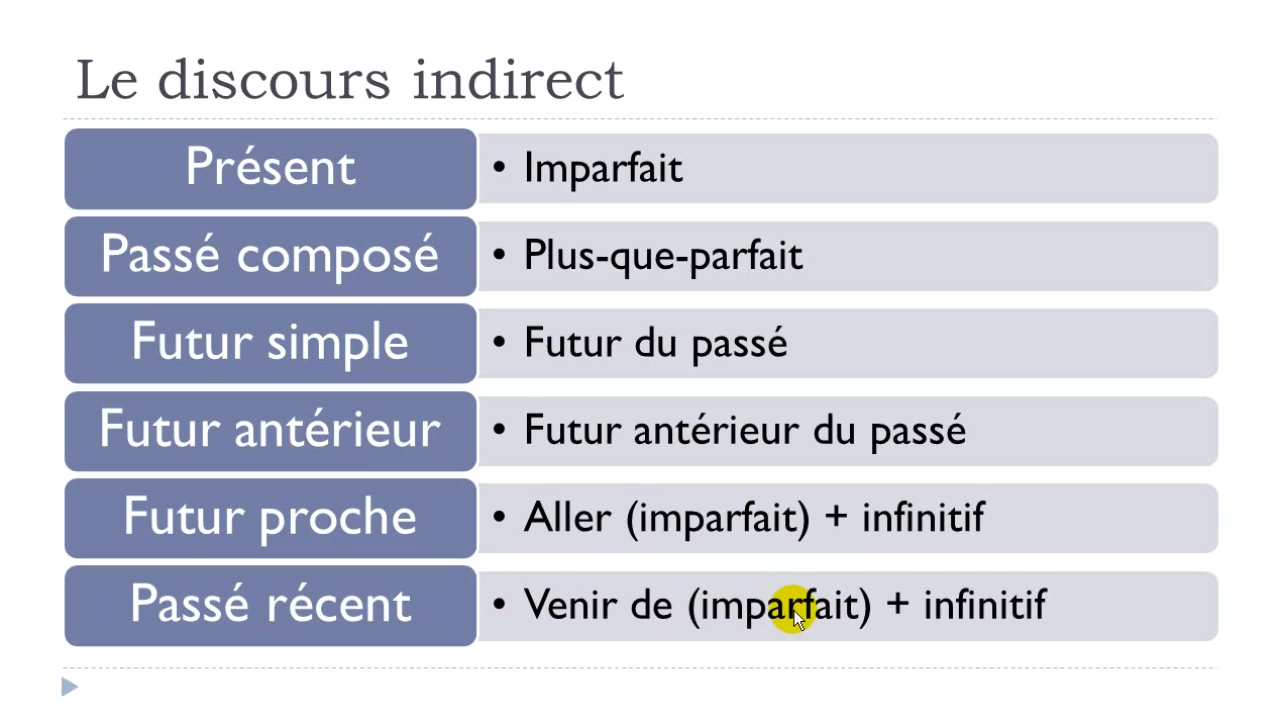 Le discours indirect
Présent
• Imparfait
Passé composé
• Plus-que-parfait
Futur simple
• Futur du passé
Futur antérieur
• Futur antérieur du passé
Futur proche
• Aller (imparfait) + infinitif
Passé récent
• Venir de (imparfait) + infinitif